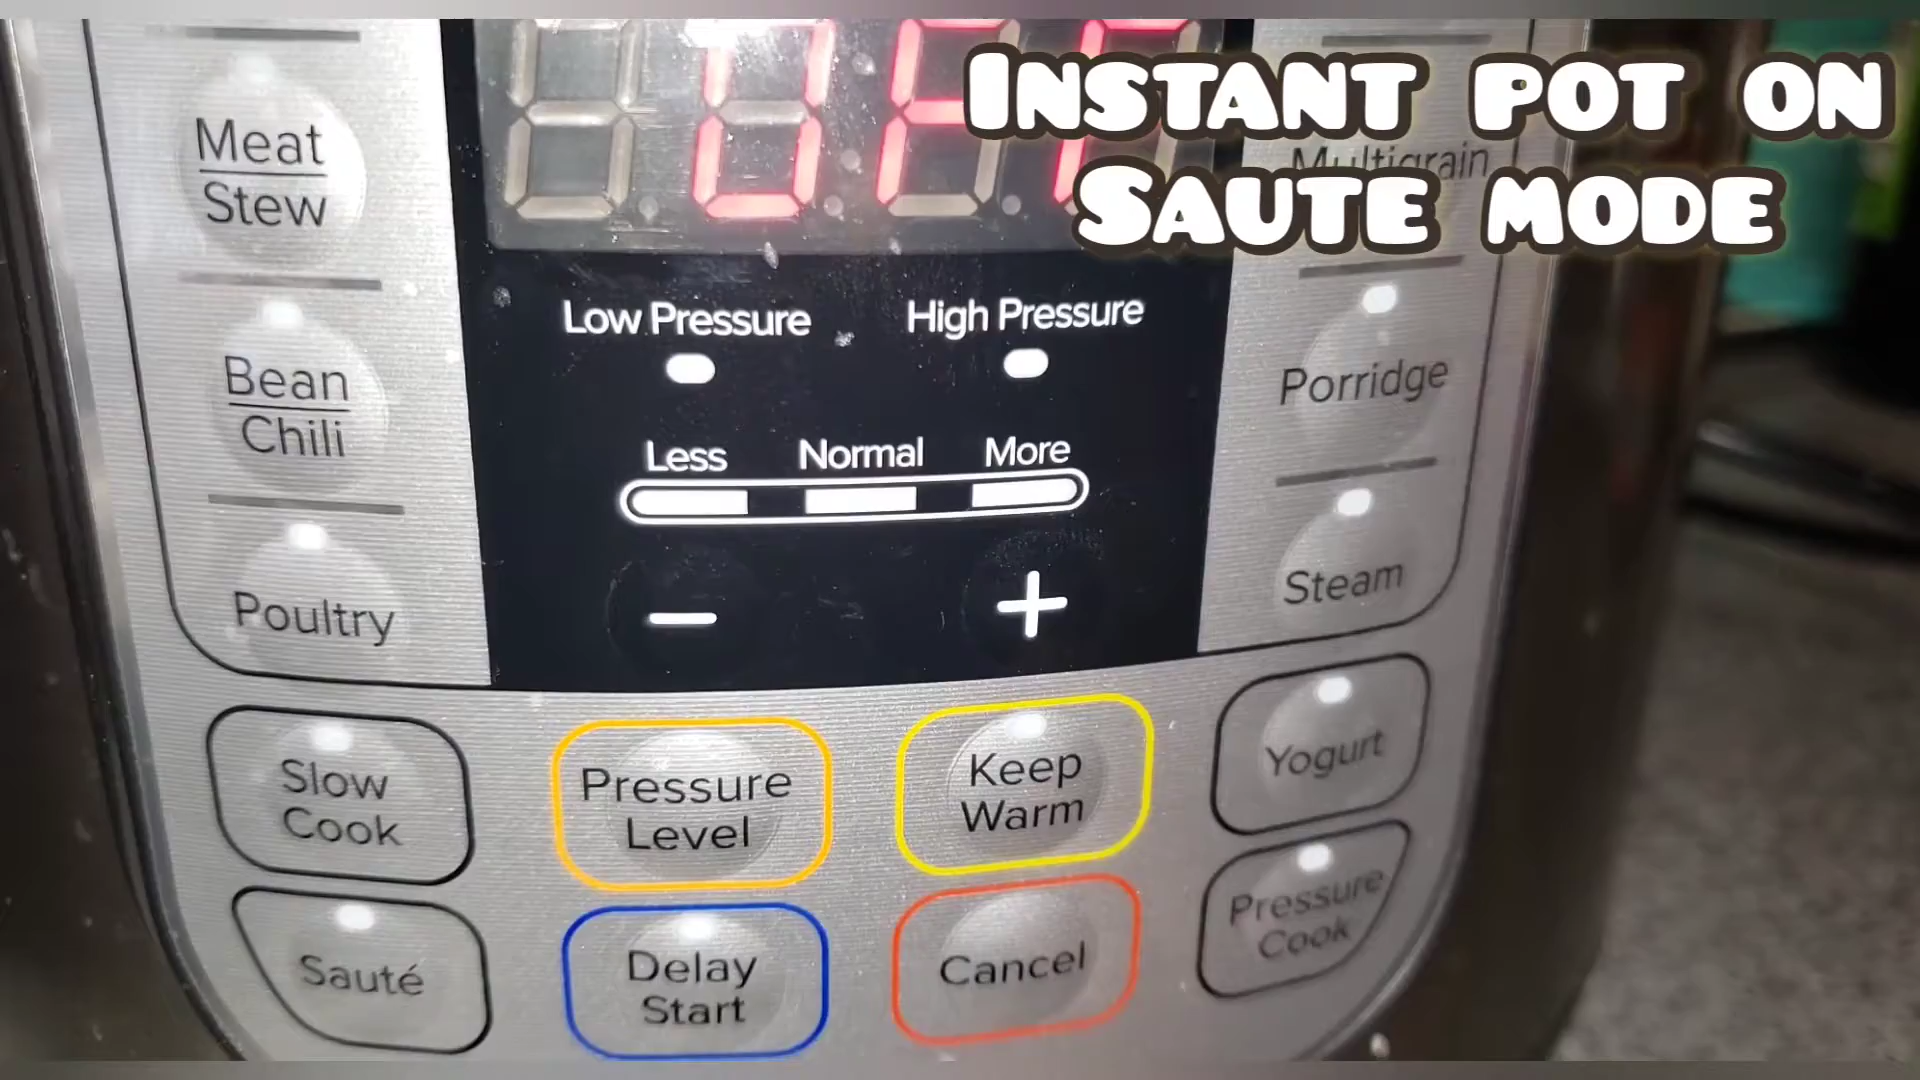 OFF
INSTANT POT ON
SAUTE MODE
Meat
Stew
Multigrain
Low Pressure
High Pressure
Bean
Chili
Porridge
Less Normal More
Poultry
− +
Steam
Slow
Cook
Pressure
Level
Keep
Warm
Yogurt
Sauté
Delay
Start
Cancel
Pressure
Cook